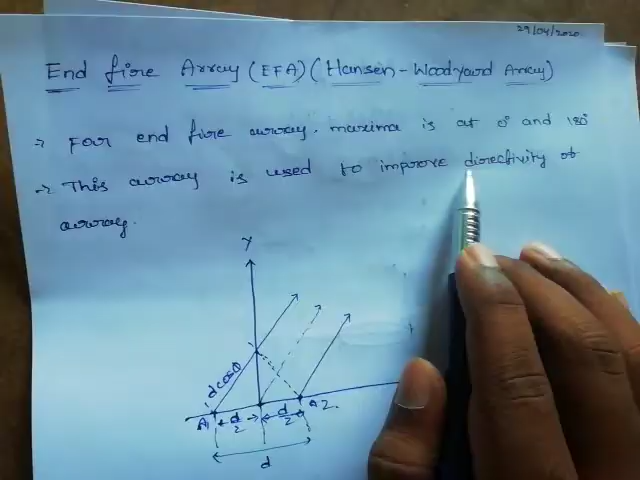 29/04/2020
End fire Array (EFA) (Hansen-Woodyard Array)
→ For end fire array. maxima is at 0° and 180°
→ This array is used to improve directivity of
array.
Y
dcosθ
A1 d/2 d/2 A2.
d